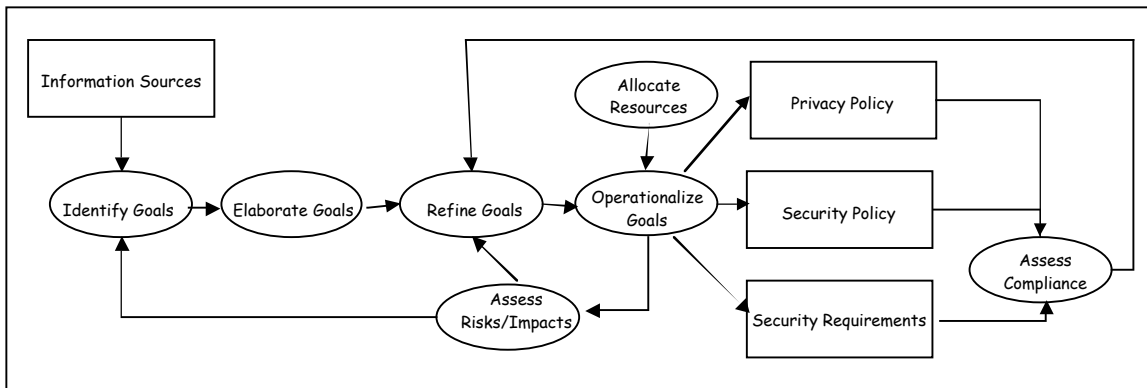 Information Sources
Allocate
Resources
Privacy Policy
Identify Goals
Elaborate Goals
Refine Goals
Operationalize
Goals
Security Policy
Assess
Compliance
Assess
Risks/Impacts
Security Requirements